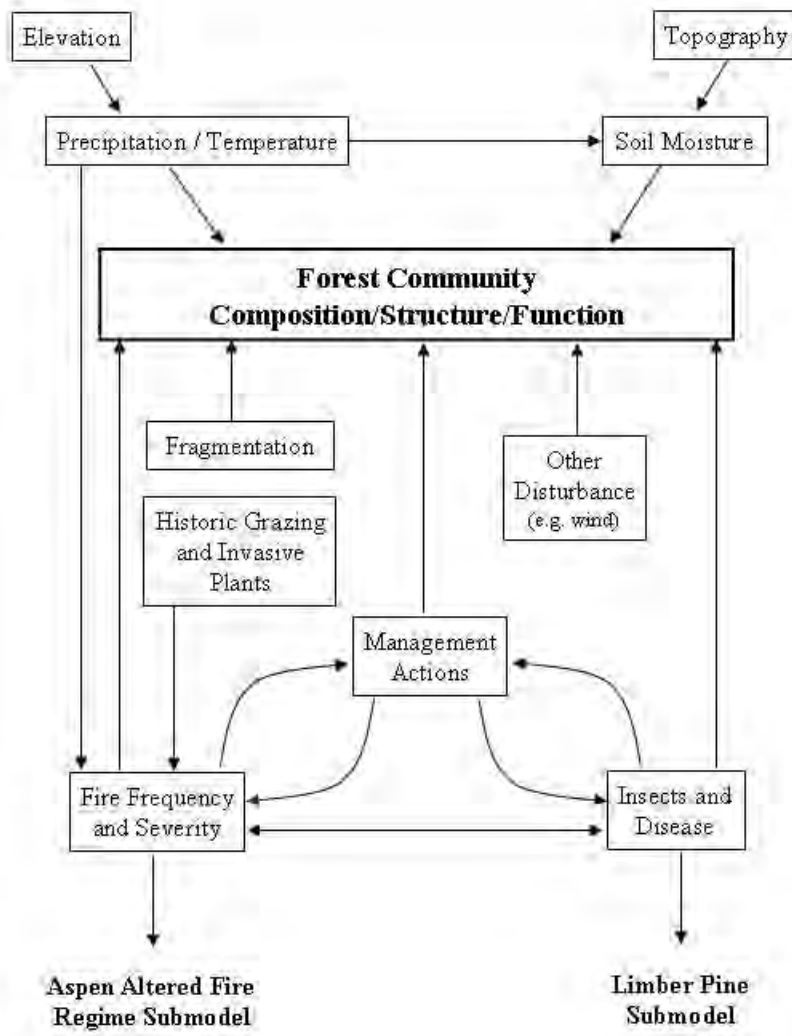 Elevation
Topography
Precipitation / Temperature
Soil Moisture
Forest Community
Composition/Structure/Function
Fragmentation
Other
Disturbance
(e.g. wind)
Historic Grazing
and Invasive
Plants
Management
Actions
Fire Frequency
and Severity
Insects and
Disease
Aspen Altered Fire
Regime Submodel
Limber Pine
Submodel